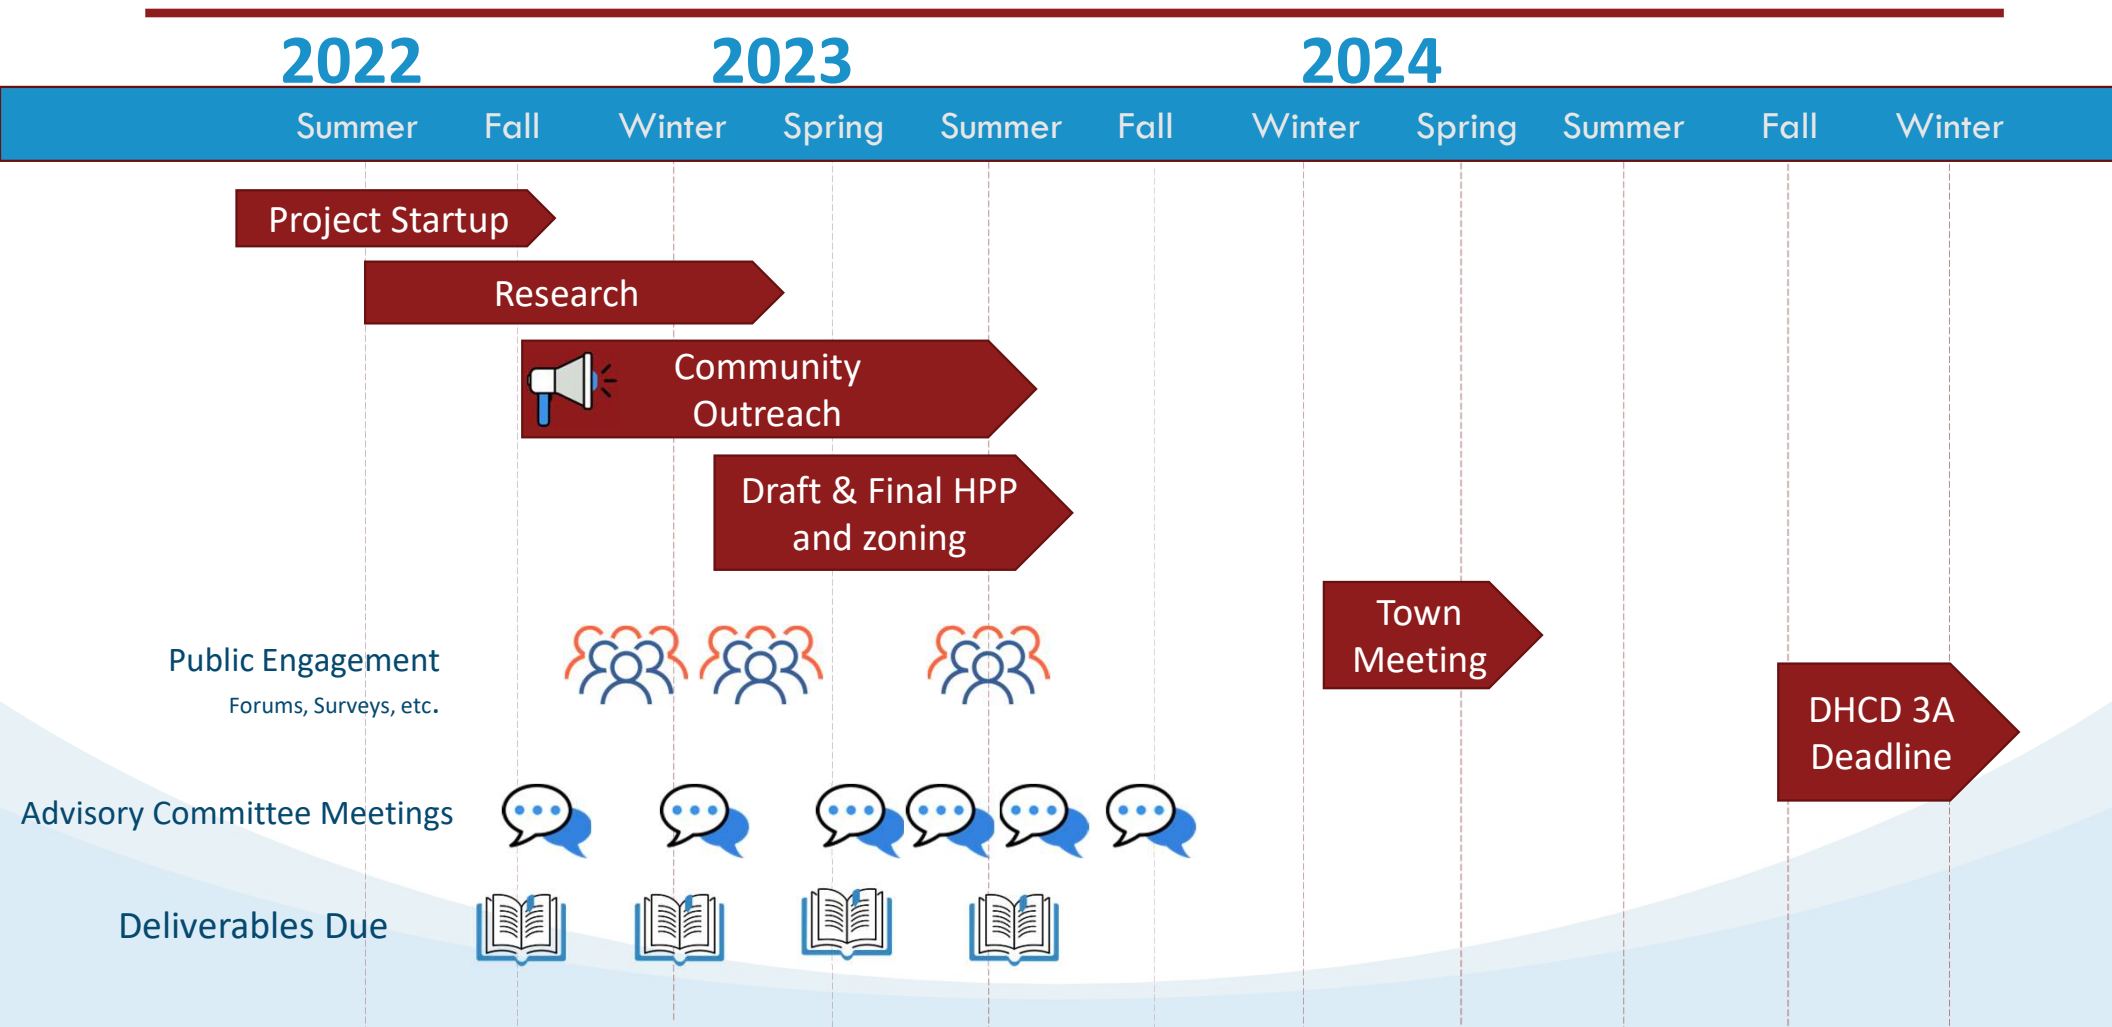 2022 2023 2024
Summer Fall Winter Spring Summer Fall Winter Spring Summer Fall Winter
Project Startup
Research
Community
Outreach
Draft & Final HPP
and zoning
Town
Meeting
Public Engagement
Forums, Surveys, etc.
DHCD 3A
Deadline
Advisory Committee Meetings
Deliverables Due